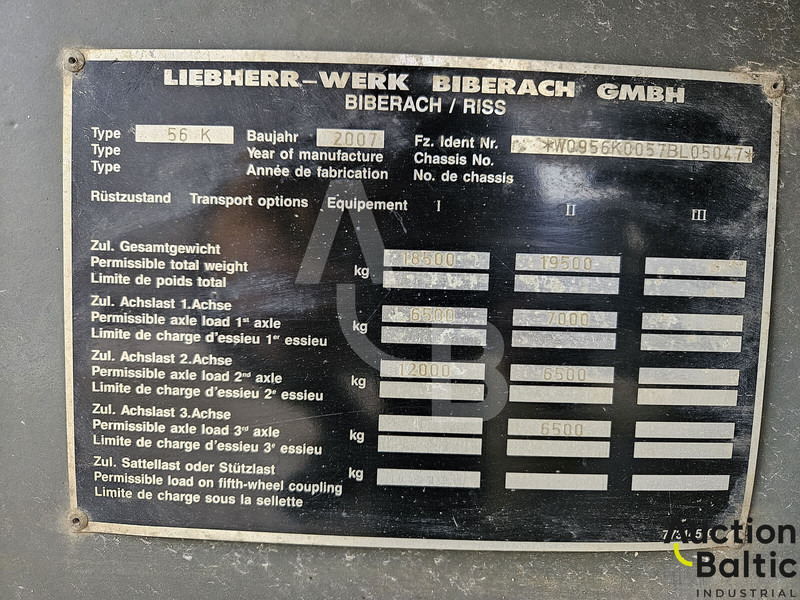 LIEBHERR-WERK BIBERACH GMBH
BIBERACH / RISS
Type 56 K Baujahr 2007 Fz. Ident Nr. *W0956K0057BL05047*
Type Year of manufacture Chassis No.
Type Année de fabrication No. de chassis
Rüstzustand Transport options Equipement I II III
Zul. Gesamtgewicht
Permissible total weight kg 18500 19500
Limite de poids total
Zul. Achslast 1.Achse
Permissible axle load 1st axle kg 6500 7000
Limite de charge d'essieu 1er essieu
Zul. Achslast 2.Achse
Permissible axle load 2nd axle kg 12000 6500
Limite de charge d'essieu 2e essieu
Zul. Achslast 3.Achse
Permissible axle load 3rd axle kg 6500
Limite de charge d'essieu 3e essieu
Zul. Sattellast oder Stützlast kg
Permissible load on fifth-wheel coupling
Limite de charge sous la sellette
Auction
Baltic
INDUSTRIAL